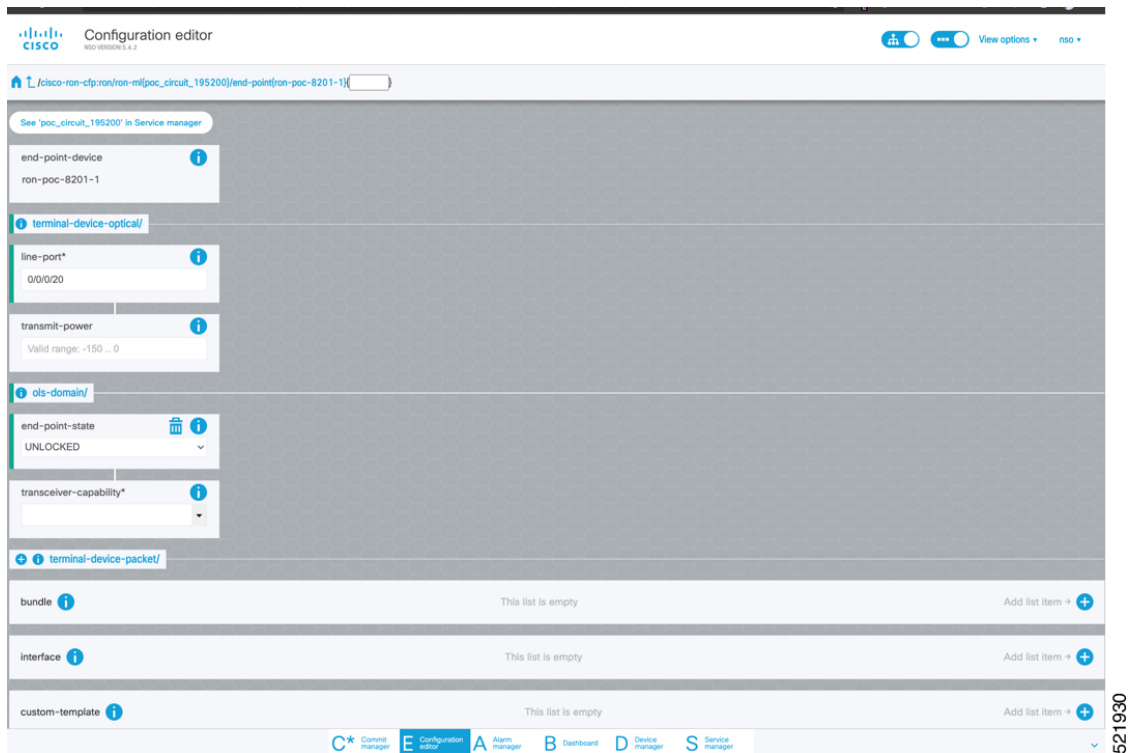 CISCO
Configuration editor
NSO VERSION:5.4.2
View options
nso
/cisco-ron-cfp:ron/ron-ml{poc_circuit_195200}/end-point{ron-poc-8201-1}{ }
See 'poc_circuit_195200' in Service manager
end-point-device
ron-poc-8201-1
terminal-device-optical/
line-port*
0/0/0/20
transmit-power
Valid range: -150 .. 0
ols-domain/
end-point-state
UNLOCKED
transceiver-capability*
terminal-device-packet/
bundle This list is empty Add list item →
interface This list is empty Add list item →
custom-template This list is empty Add list item →
C* Commit manager E Configuration editor A Alarm manager B Dashboard D Device manager S Service manager
521930